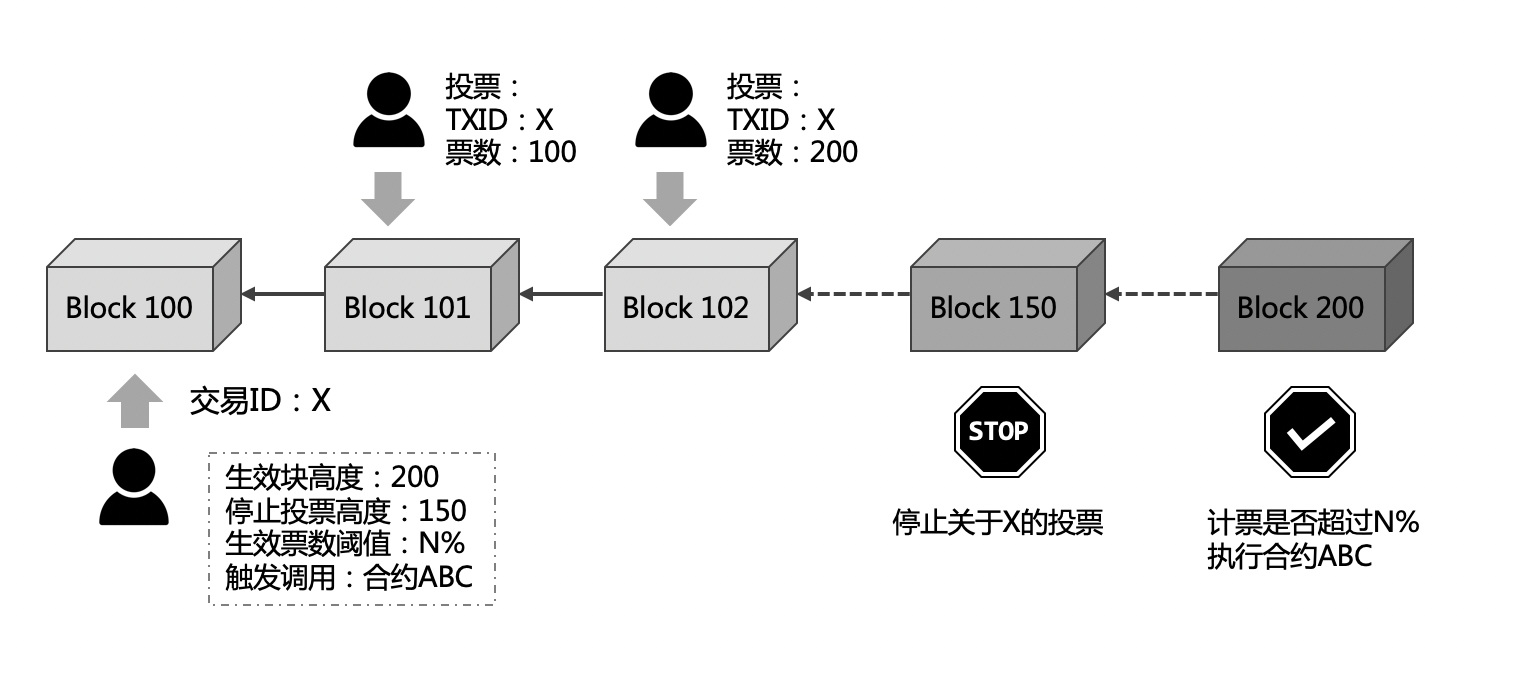 投票：
TXID：X
票数：100
投票：
TXID：X
票数：200
Block 100
Block 101
Block 102
Block 150
Block 200
交易ID：X
生效块高度：200
停止投票高度：150
生效票数阈值：N%
触发调用：合约ABC
STOP
停止关于X的投票
计票是否超过N%
执行合约ABC